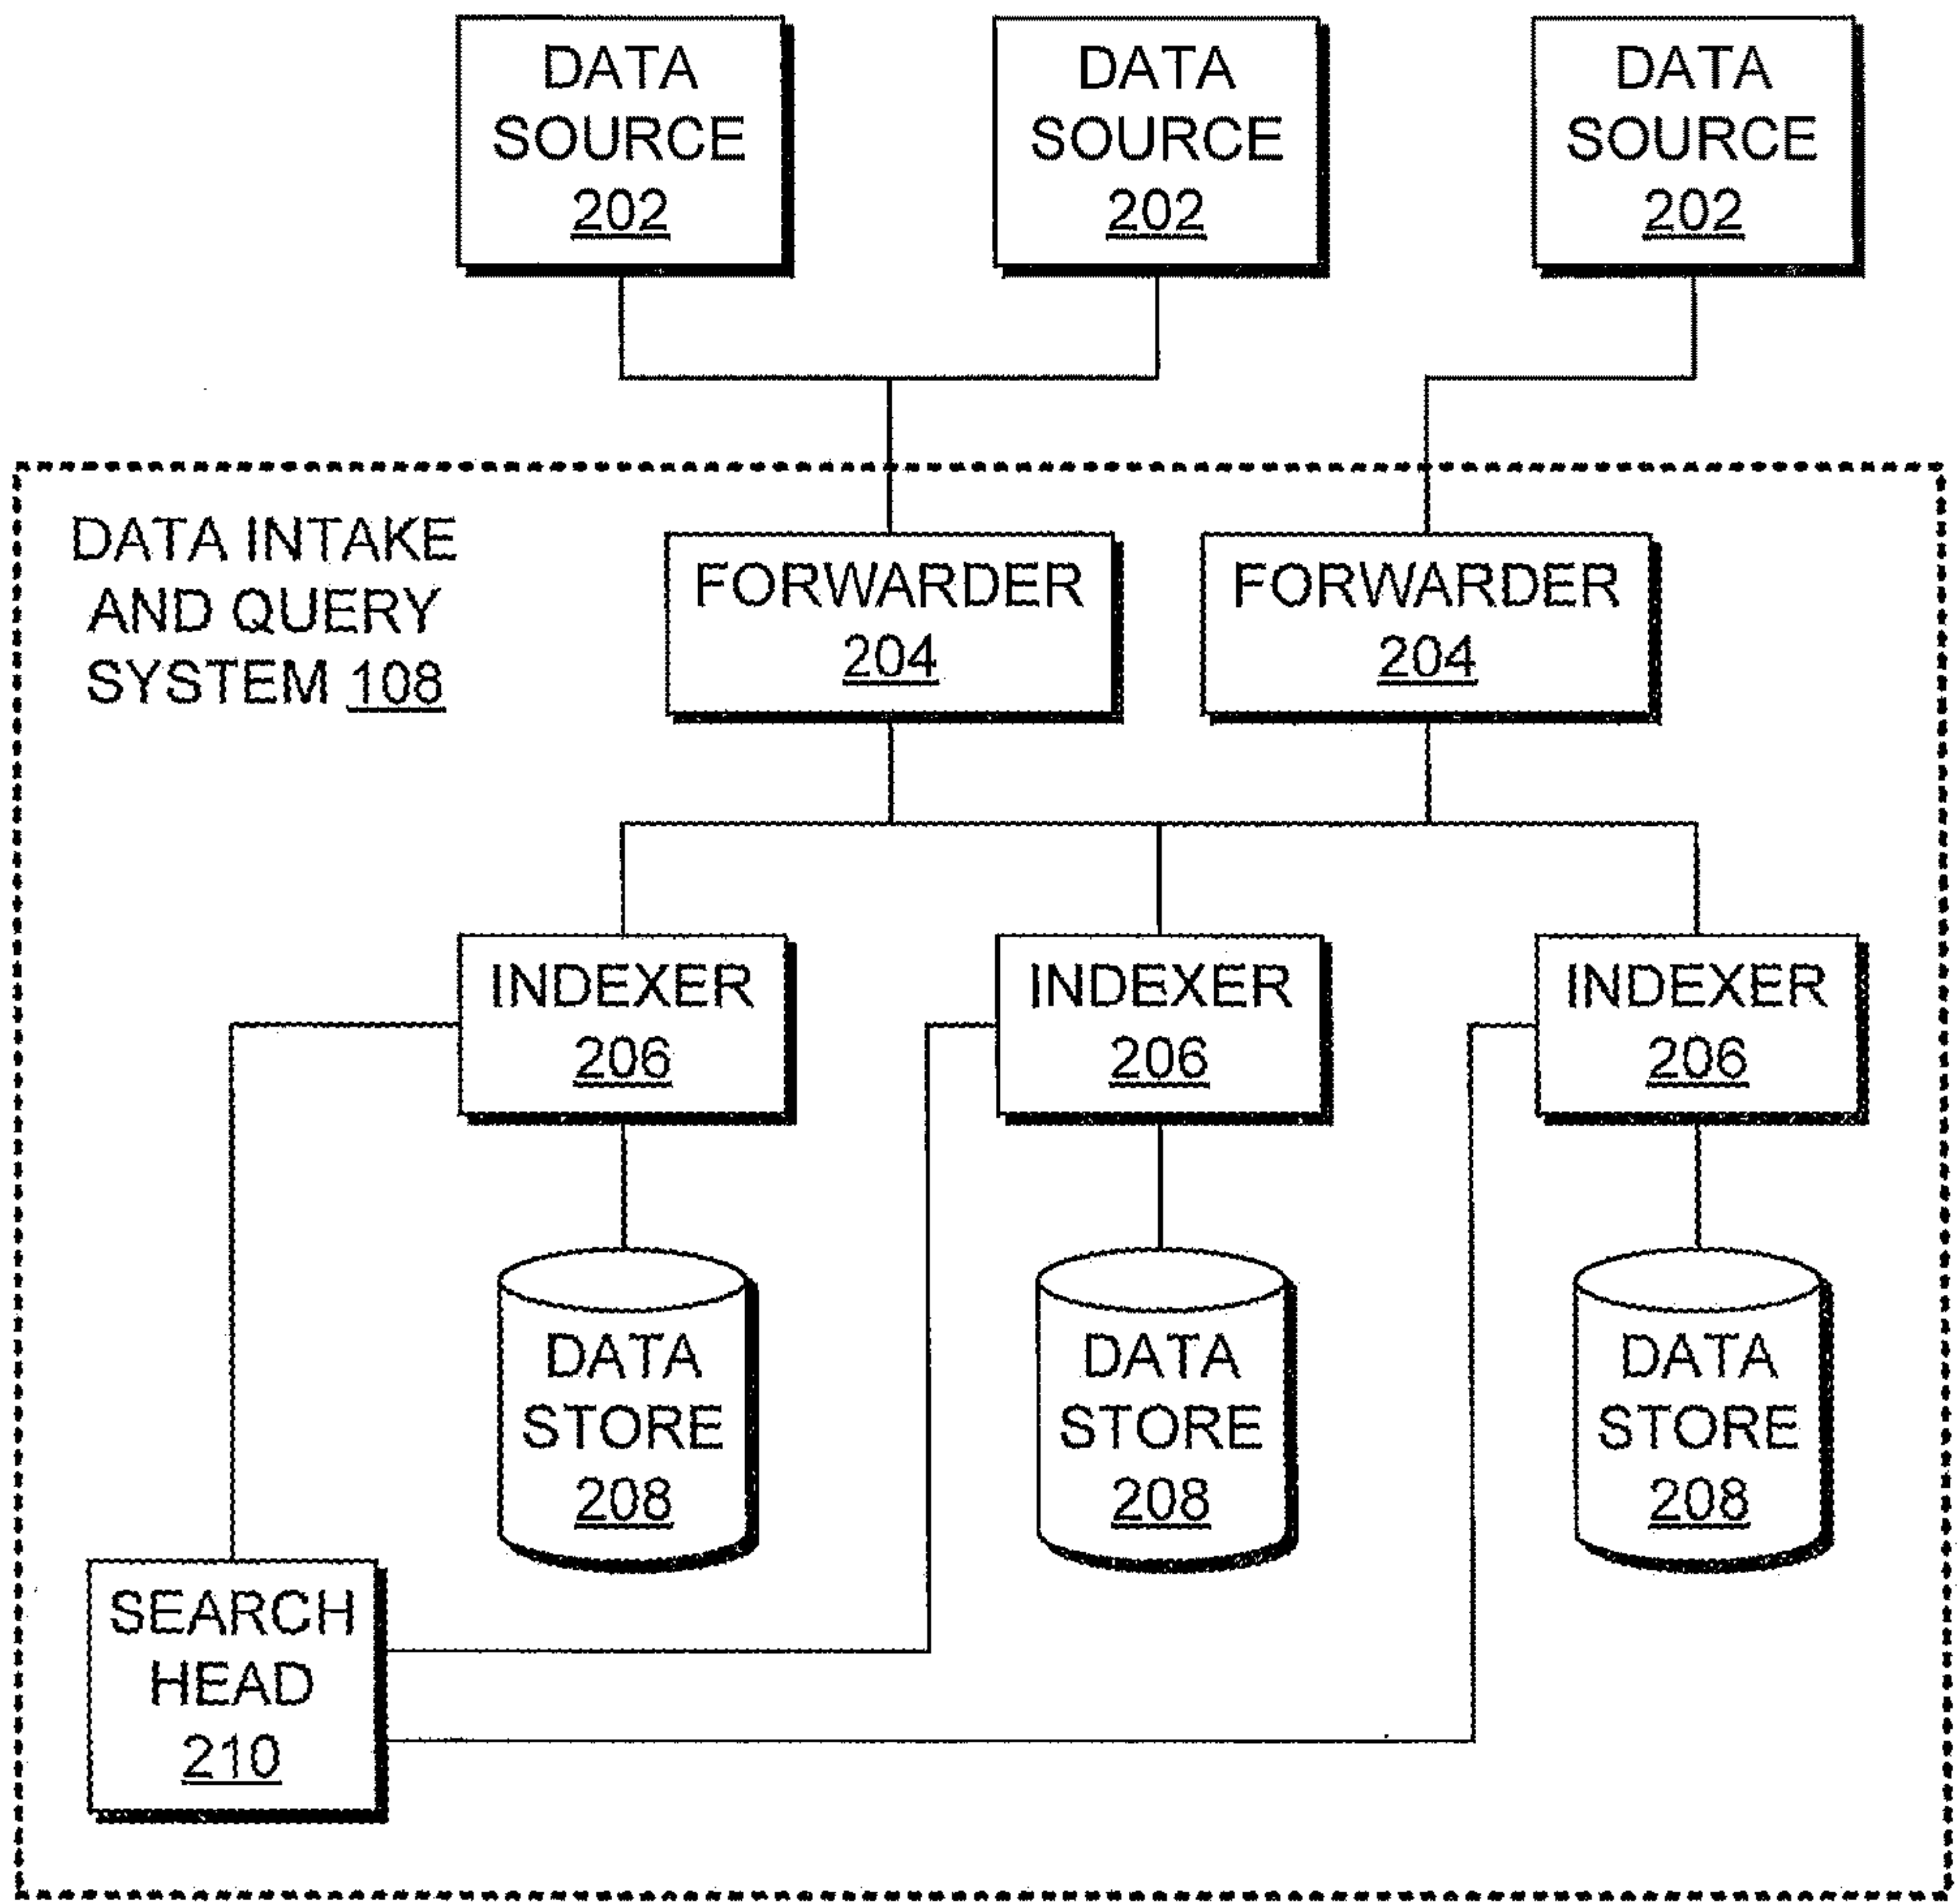 DATA
SOURCE
202
DATA
SOURCE
202
DATA
SOURCE
202
DATA INTAKE
AND QUERY
SYSTEM 108
FORWARDER
204
FORWARDER
204
INDEXER
206
INDEXER
206
INDEXER
206
DATA
STORE
208
DATA
STORE
208
DATA
STORE
208
SEARCH
HEAD
210